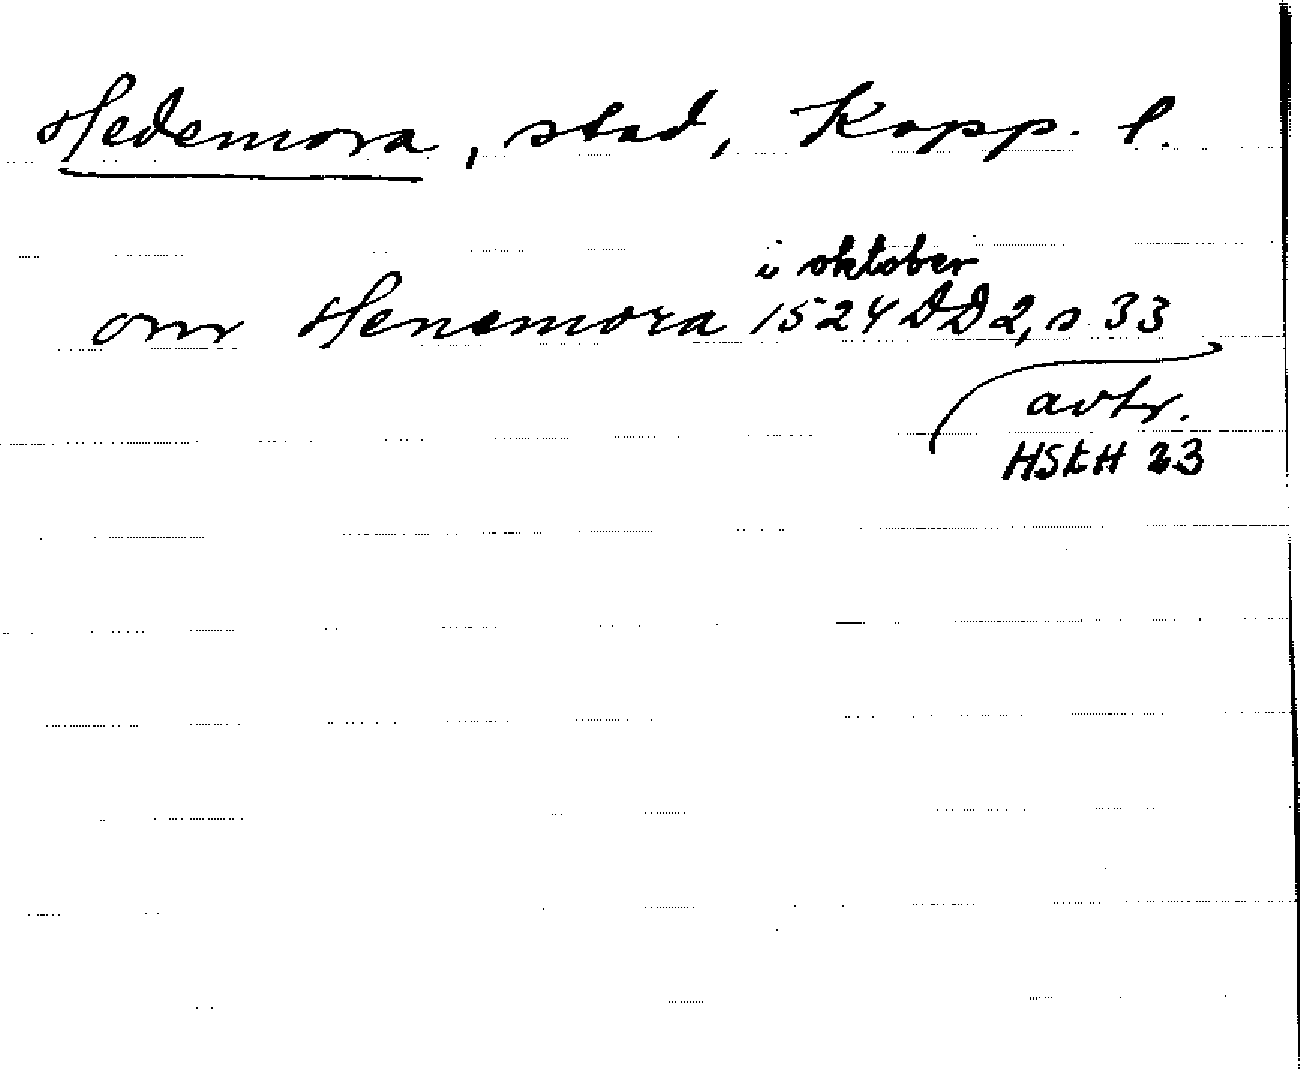 Hedemora, stad, Kopp. l.
i oktober
om Henemora 1524 DD2, s 33
avtr.
HSkH 23